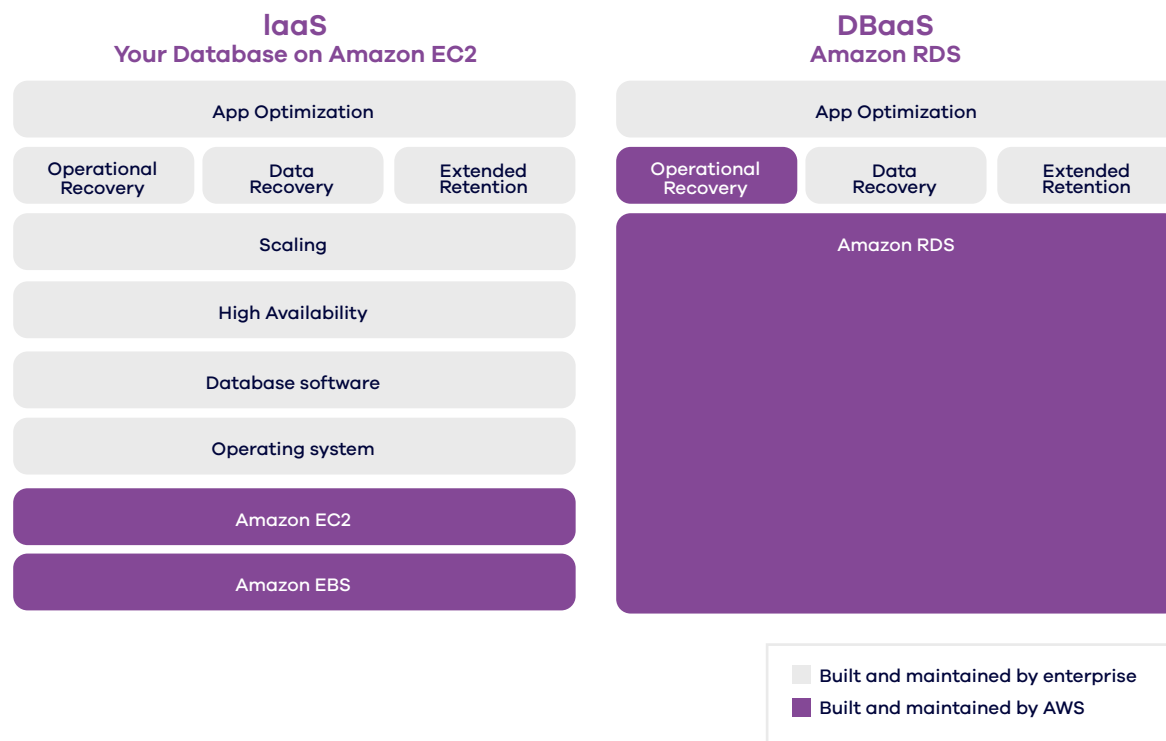 IaaS
Your Database on Amazon EC2
App Optimization
Operational
Recovery
Data
Recovery
Extended
Retention
Scaling
High Availability
Database software
Operating system
Amazon EC2
Amazon EBS
DBaaS
Amazon RDS
App Optimization
Operational
Recovery
Data
Recovery
Extended
Retention
Amazon RDS
Built and maintained by enterprise
Built and maintained by AWS